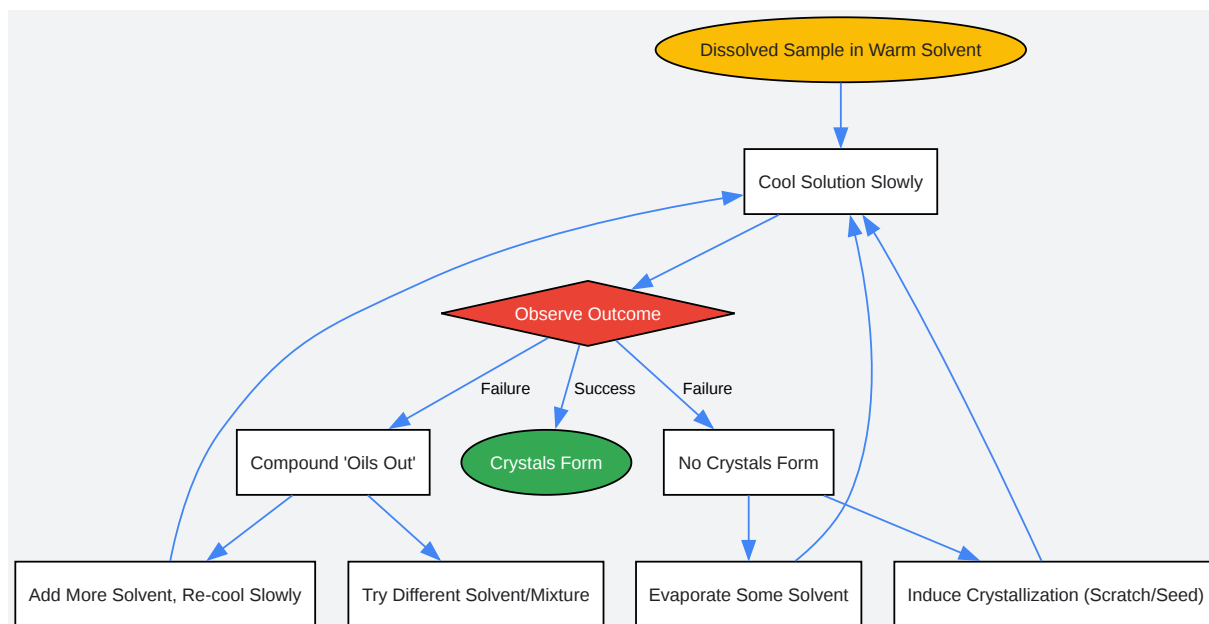 Dissolved Sample in Warm Solvent
Cool Solution Slowly
Observe Outcome
Failure
Success
Failure
Compound 'Oils Out'
Crystals Form
No Crystals Form
Add More Solvent, Re-cool Slowly
Try Different Solvent/Mixture
Evaporate Some Solvent
Induce Crystallization (Scratch/Seed)